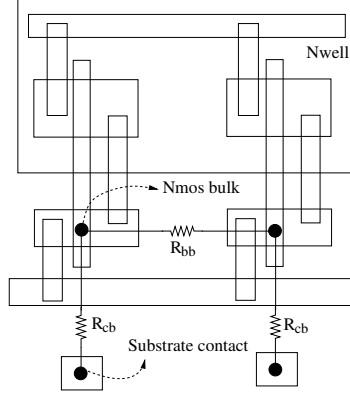 Nwell
Nmos bulk
Rbb
Rcb
Rcb
Substrate contact